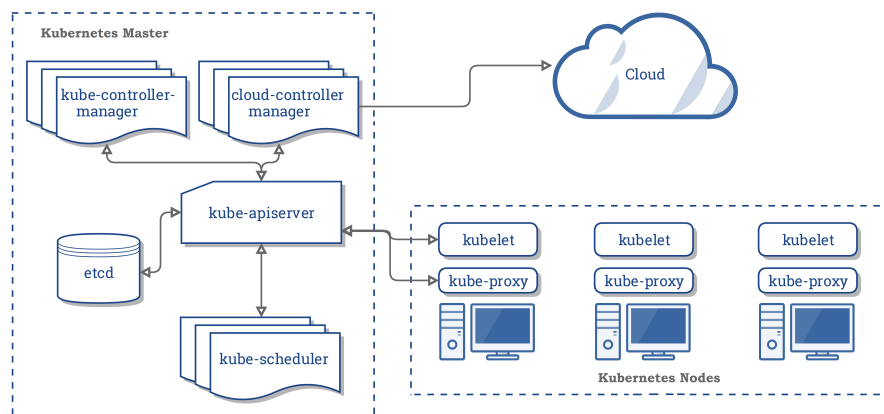 Kubernetes Master
kube-controller-
manager
cloud-controller
manager
Cloud
kube-apiserver
etcd
kube-scheduler
kubelet
kubelet
kubelet
kube-proxy
kube-proxy
kube-proxy
Kubernetes Nodes